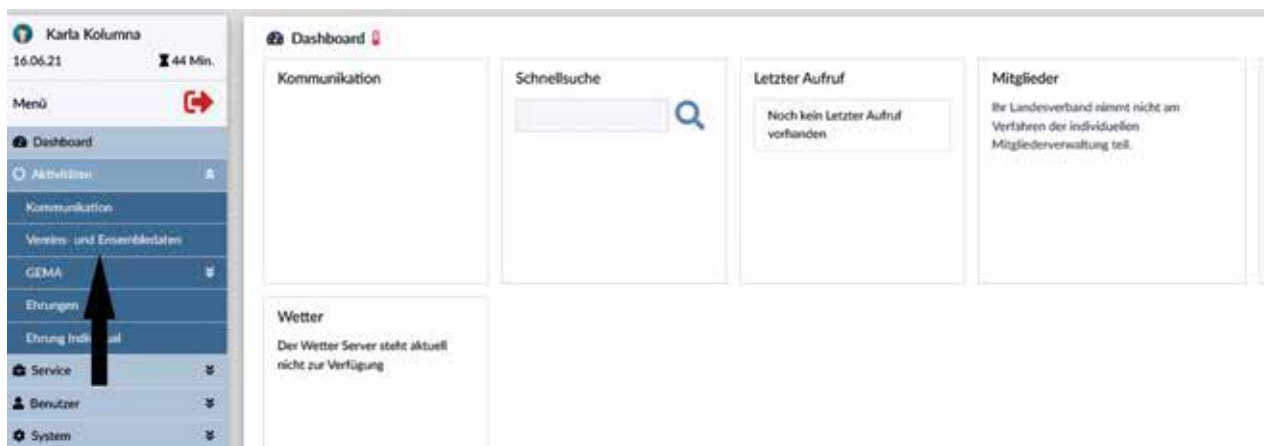 Karla Kolumna
16.06.21 44 Min.
Menü
Dashboard
Aktivitäten
Kommunikation
Vereins- und Ensembledaten
GEMA
Ehrungen
Ehrung
Service
Benutzer
System
Dashboard
Kommunikation
Schnellsuche
Letzter Aufruf
Noch kein Letzter Aufruf
vorhanden
Mitglieder
Ihr Landesverband nimmt nicht am
Verfahren der individuellen
Mitgliederverwaltung teil.
Wetter
Der Wetter Server steht aktuell
nicht zur Verfügung